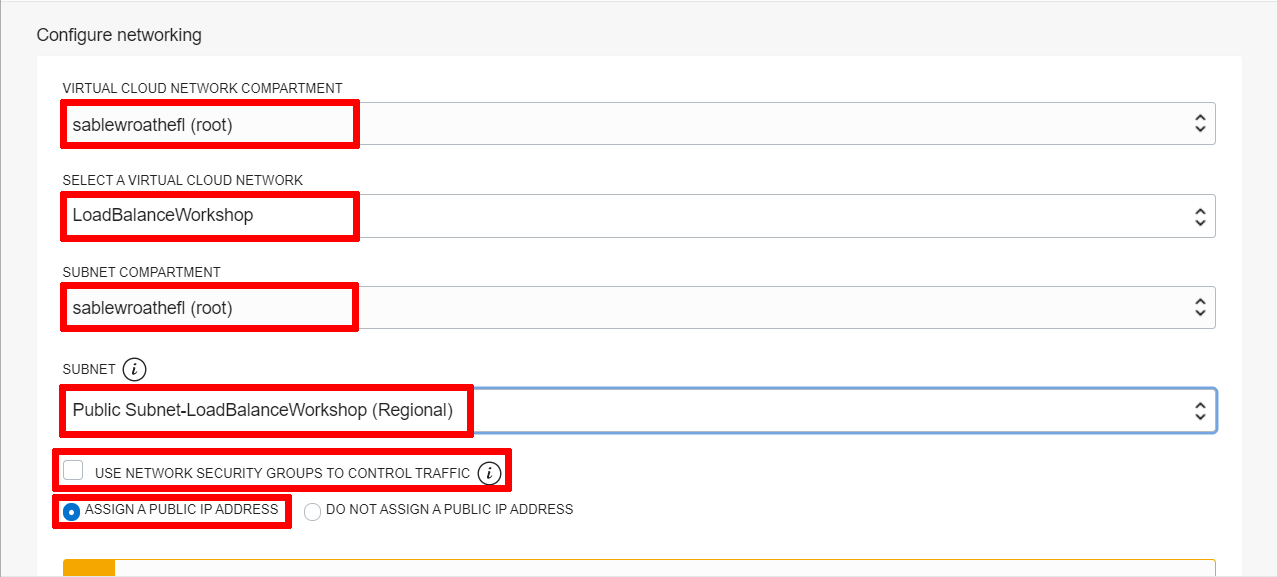 Configure networking
VIRTUAL CLOUD NETWORK COMPARTMENT
sablewroathefl (root)
SELECT A VIRTUAL CLOUD NETWORK
LoadBalanceWorkshop
SUBNET COMPARTMENT
sablewroathefl (root)
SUBNET i
Public Subnet-LoadBalanceWorkshop (Regional)
USE NETWORK SECURITY GROUPS TO CONTROL TRAFFIC i
ASSIGN A PUBLIC IP ADDRESS DO NOT ASSIGN A PUBLIC IP ADDRESS